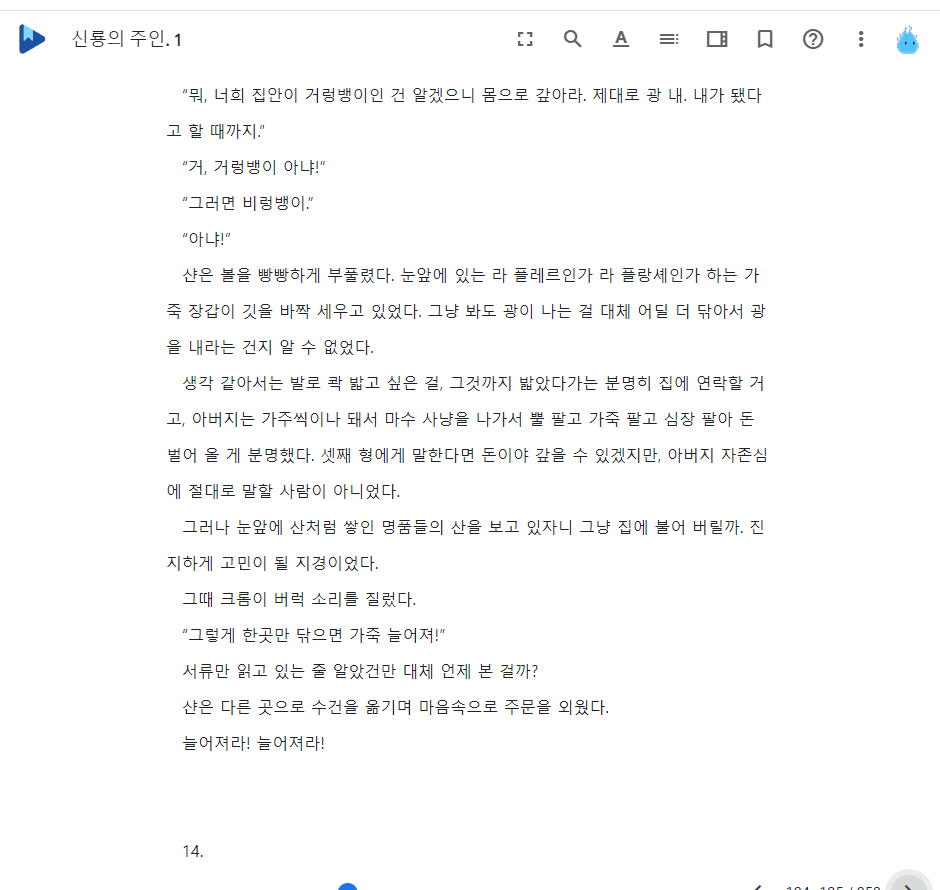 신룡의 주인. 1
"뭐, 너희 집안이 거렁뱅이인 건 알겠으니 몸으로 갚아라. 제대로 광 내. 내가 됐다
고 할 때까지."
"거, 거렁뱅이 아냐!"
"그러면 비렁뱅이."
"아냐!"
샨은 볼을 빵빵하게 부풀렸다. 눈앞에 있는 라 플레르인가 라 플랑셰인가 하는 가
죽 장갑이 깃을 바짝 세우고 있었다. 그냥 봐도 광이 나는 걸 대체 어딜 더 닦아서 광
을 내라는 건지 알 수 없었다.
생각 같아서는 발로 콱 밟고 싶은 걸, 그것까지 밟았다가는 분명히 집에 연락할 거
고, 아버지는 가주씩이나 돼서 마수 사냥을 나가서 뿔 팔고 가죽 팔고 심장 팔아 돈
벌어 올 게 분명했다. 셋째 형에게 말한다면 돈이야 갚을 수 있겠지만, 아버지 자존심
에 절대로 말할 사람이 아니었다.
그러나 눈앞에 산처럼 쌓인 명품들의 산을 보고 있자니 그냥 집에 불어 버릴까. 진
지하게 고민이 될 지경이었다.
그때 크롬이 버럭 소리를 질렀다.
"그렇게 한곳만 닦으면 가죽 늘어져!"
서류만 읽고 있는 줄 알았건만 대체 언제 본 걸까?
샨은 다른 곳으로 수건을 옮기며 마음속으로 주문을 외웠다.
늘어져라! 늘어져라!
14.